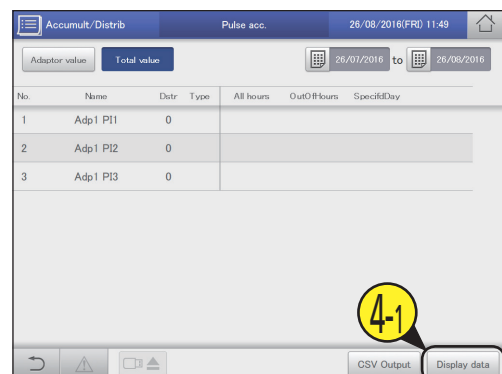 Accumult/Distrib Pulse acc. 26/08/2016(FRI) 11:49
Adaptor value Total value 26/07/2016 to 26/08/2016
No. Name Dstr Type All hours OutOfHours SpecifdDay
1 Adp1 PI1 0
2 Adp1 PI2 0
3 Adp1 PI3 0
4-1
CSV Output Display data